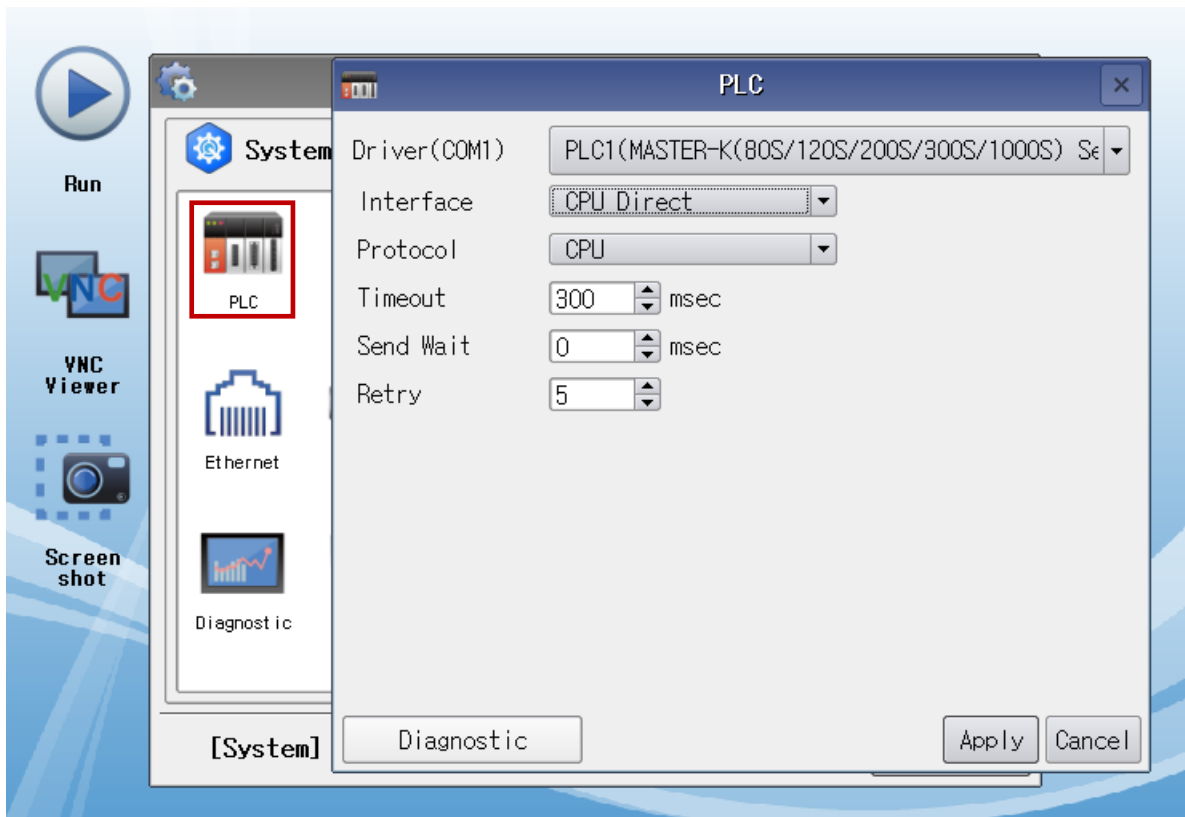 Run
VNC
VNC
Viewer
Screen
shot
System
PLC
Ethernet
Diagnostic
[System]
PLC
Driver(COM1) PLC1(MASTER-K(80S/120S/200S/300S/1000S)
Interface CPU Direct
Protocol CPU
Timeout 300 msec
Send Wait 0 msec
Retry 5
Diagnostic Apply Cancel